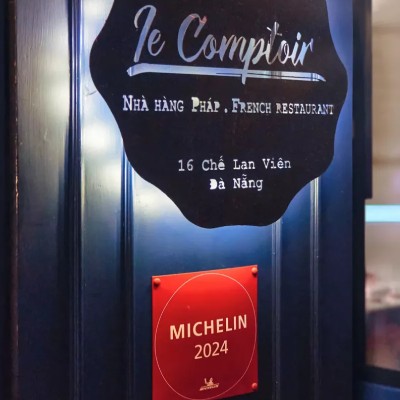 le Comptoir
Nhà hàng Pháp . French restaurant
16 Chế Lan Viên
Đà Nẵng
MICHELIN
2024